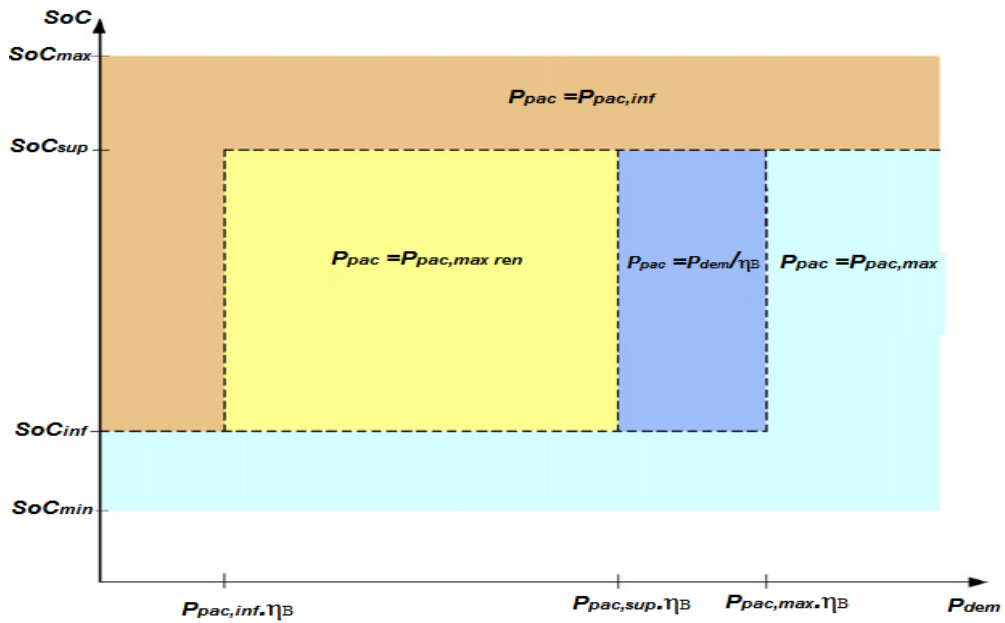 SoC
SoCmax
Ppac =Ppac,inf
SoCsup
Ppac =Ppac,max ren
Ppac =Pdem/ηB
Ppac =Ppac,max
SoCinf
SoCmin
Ppac,inf.ηB
Ppac,sup.ηB
Ppac,max.ηB
Pdem